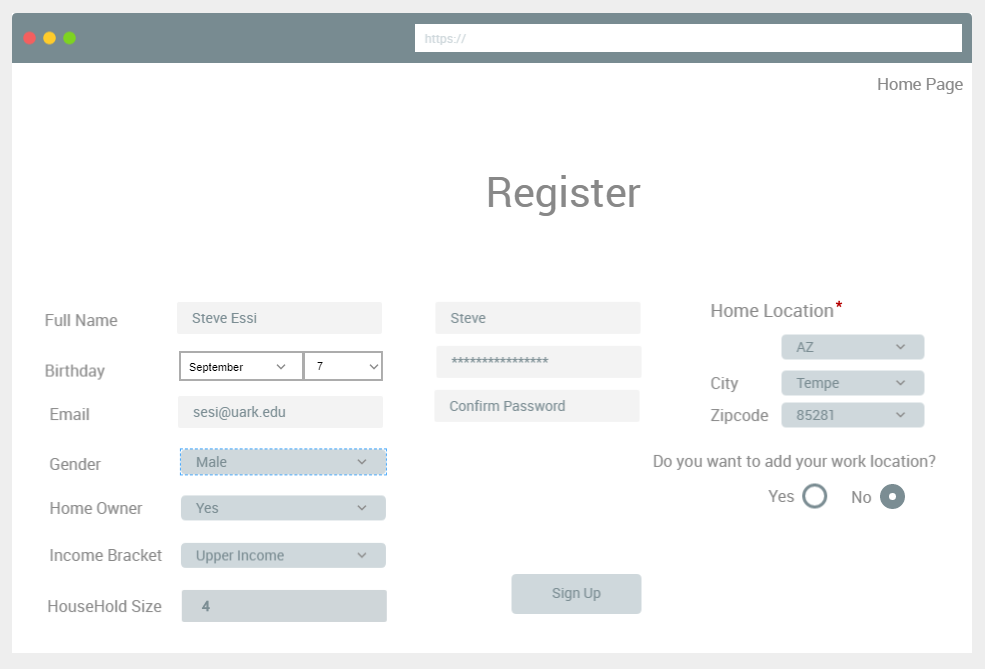 https://
Home Page
Register
Full Name
Steve Essi
Steve
Home Location*
Birthday
September
7
****************
AZ
City
Tempe
Email
sesi@uark.edu
Confirm Password
Zipcode
85281
Gender
Male
Do you want to add your work location?
Yes
No
Home Owner
Yes
Income Bracket
Upper Income
HouseHold Size
4
Sign Up